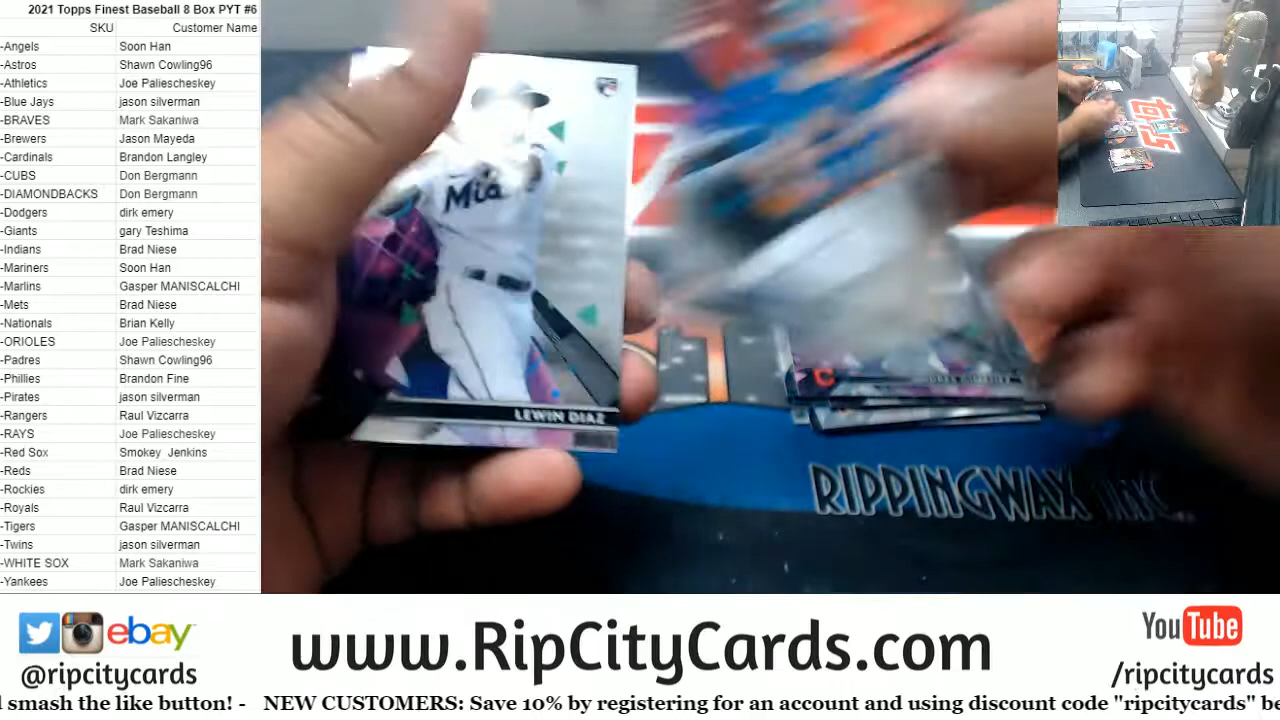 2021 Topps Finest Baseball 8 Box PYT #6
SKU Customer Name
-Angels Soon Han
-Astros Shawn Cowling96
-Athletics Joe Paliescheskey
-Blue Jays jason silverman
-BRAVES Mark Sakaniwa
-Brewers Jason Mayeda
-Cardinals Brandon Langley
-CUBS Don Bergmann
-DIAMONDBACKS Don Bergmann
-Dodgers dirk emery
-Giants gary Teshima
-Indians Brad Niese
-Mariners Soon Han
-Marlins Gasper MANISCALCHI
-Mets Brad Niese
-Nationals Brian Kelly
-ORIOLES Joe Paliescheskey
-Padres Shawn Cowling96
-Phillies Brandon Fine
-Pirates jason silverman
-Rangers Raul Vizcarra
-RAYS Joe Paliescheskey
-Red Sox Smokey Jenkins
-Reds Brad Niese
-Rockies dirk emery
-Royals Raul Vizcarra
-Tigers Gasper MANISCALCHI
-Twins jason silverman
-WHITE SOX Mark Sakaniwa
-Yankees Joe Paliescheskey
Mia
LEWIN DIAZ
C
RIPPINGWAX INC.
ebay
@ripcitycards
www.RipCityCards.com
YouTube
/ripcitycards
smash the like button! - NEW CUSTOMERS: Save 10% by registering for an account and using discount code "ripcitycards" be